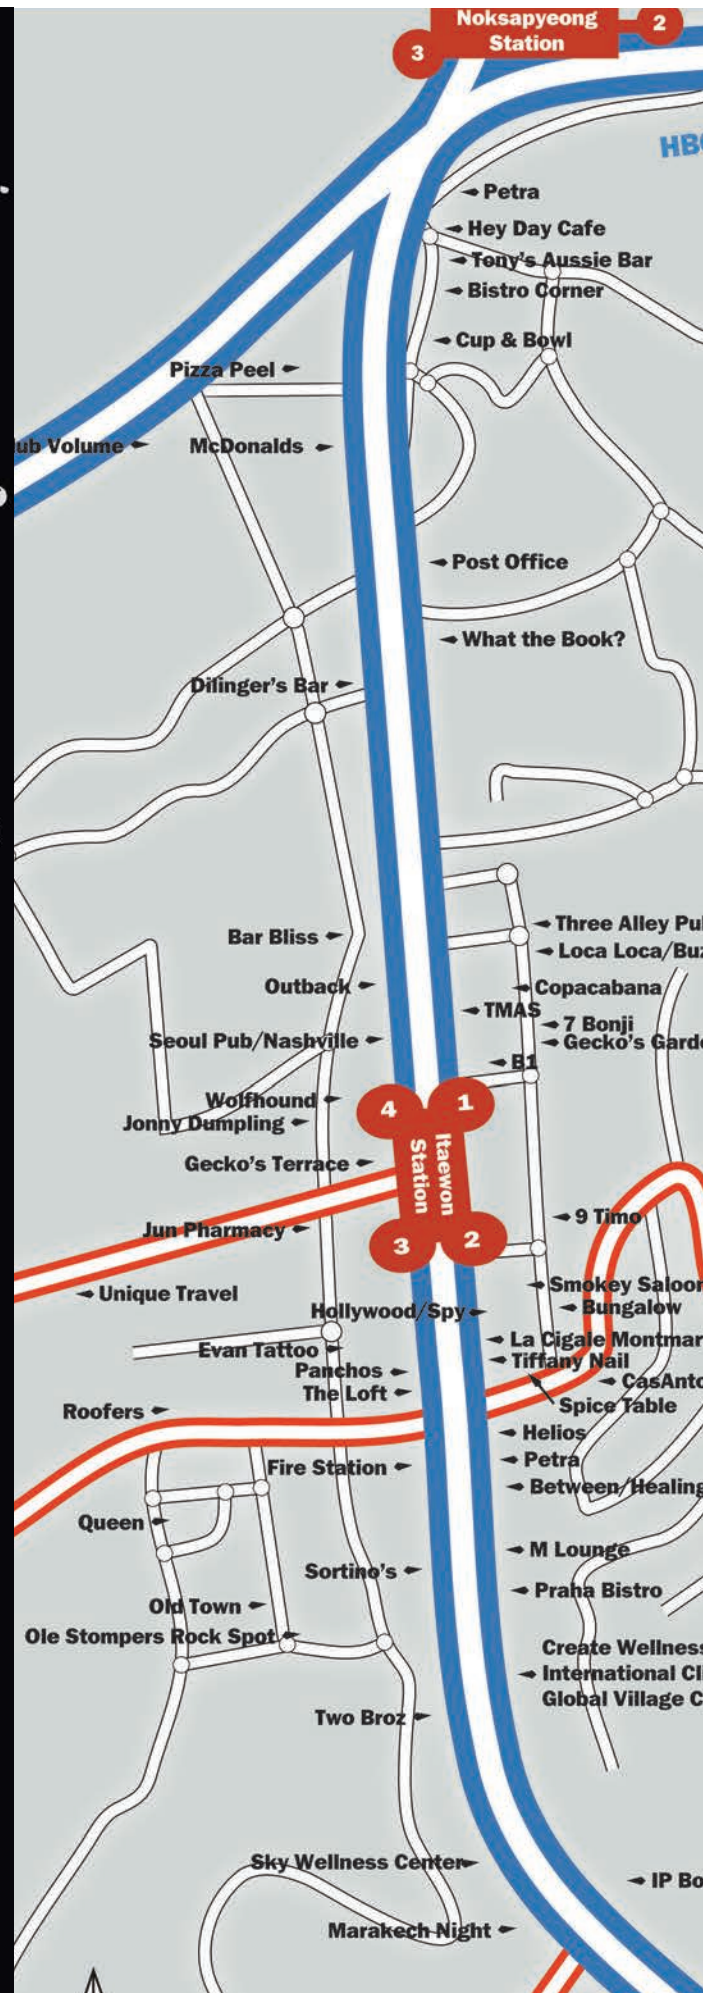 Noksapyeong
Station
2
3
HBC
Petra
Hey Day Cafe
Tony's Aussie Bar
Bistro Corner
Cup & Bowl
Pizza Peel
ub Volume
McDonalds
Post Office
What the Book?
Dilinger's Bar
Three Alley Pu
Bar Bliss
Loca Loca/Buz
Outback
Copacabana
TMAS
7 Bonji
Seoul Pub/Nashville
Gecko's Garde
B1
Wolfhound
4
1
Jonny Dumpling
Itaewon
Station
Gecko's Terrace
9 Timo
Jun Pharmacy
3
2
Smokey Saloon
Unique Travel
Bungalow
Hollywood/Spy
La Cigale Montmar
Evan Tattoo
Tiffany Nail
Panchos
CasAnto
The Loft
Spice Table
Roofers
Helios
Petra
Fire Station
Between/Healing
Queen
M Lounge
Sortino's
Praha Bistro
Old Town
Ole Stompers Rock Spot
Create Wellness
International Cl
Global Village C
Two Broz
Sky Wellness Center
IP Bo
Marakech Night